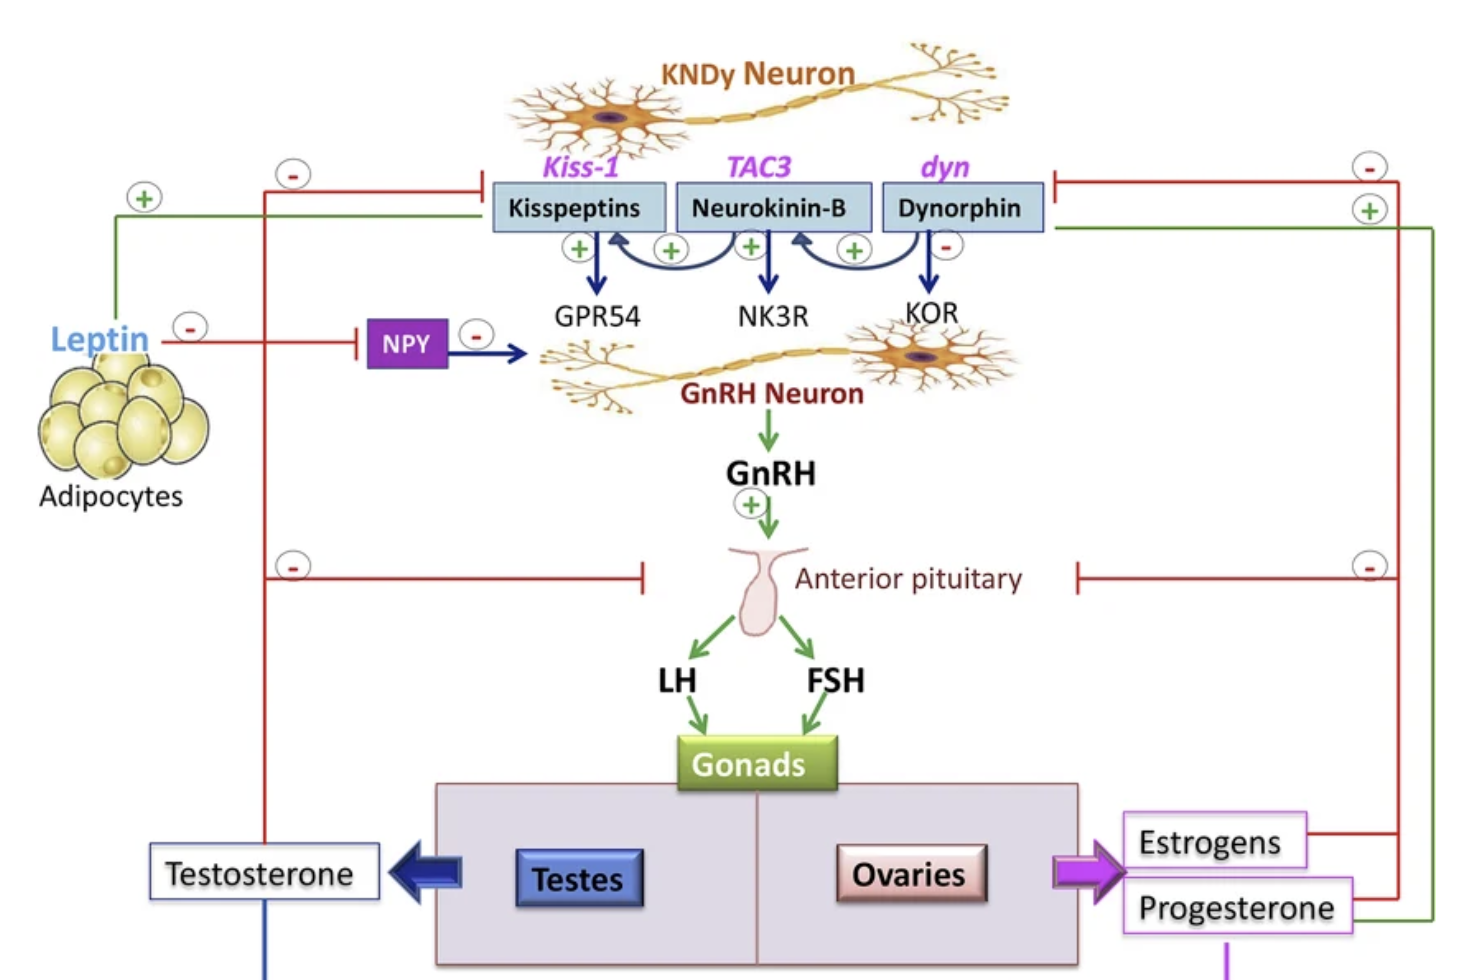 KNDy Neuron
Kiss-1 TAC3 dyn
- -
+ Kisspeptins Neurokinin-B Dynorphin +
+ + + + -
GPR54 NK3R KOR
Leptin - NPY -
GnRH Neuron
GnRH
Adipocytes
+
- Anterior pituitary -
LH FSH
Gonads
Testosterone Testes Ovaries Estrogens
Progesterone